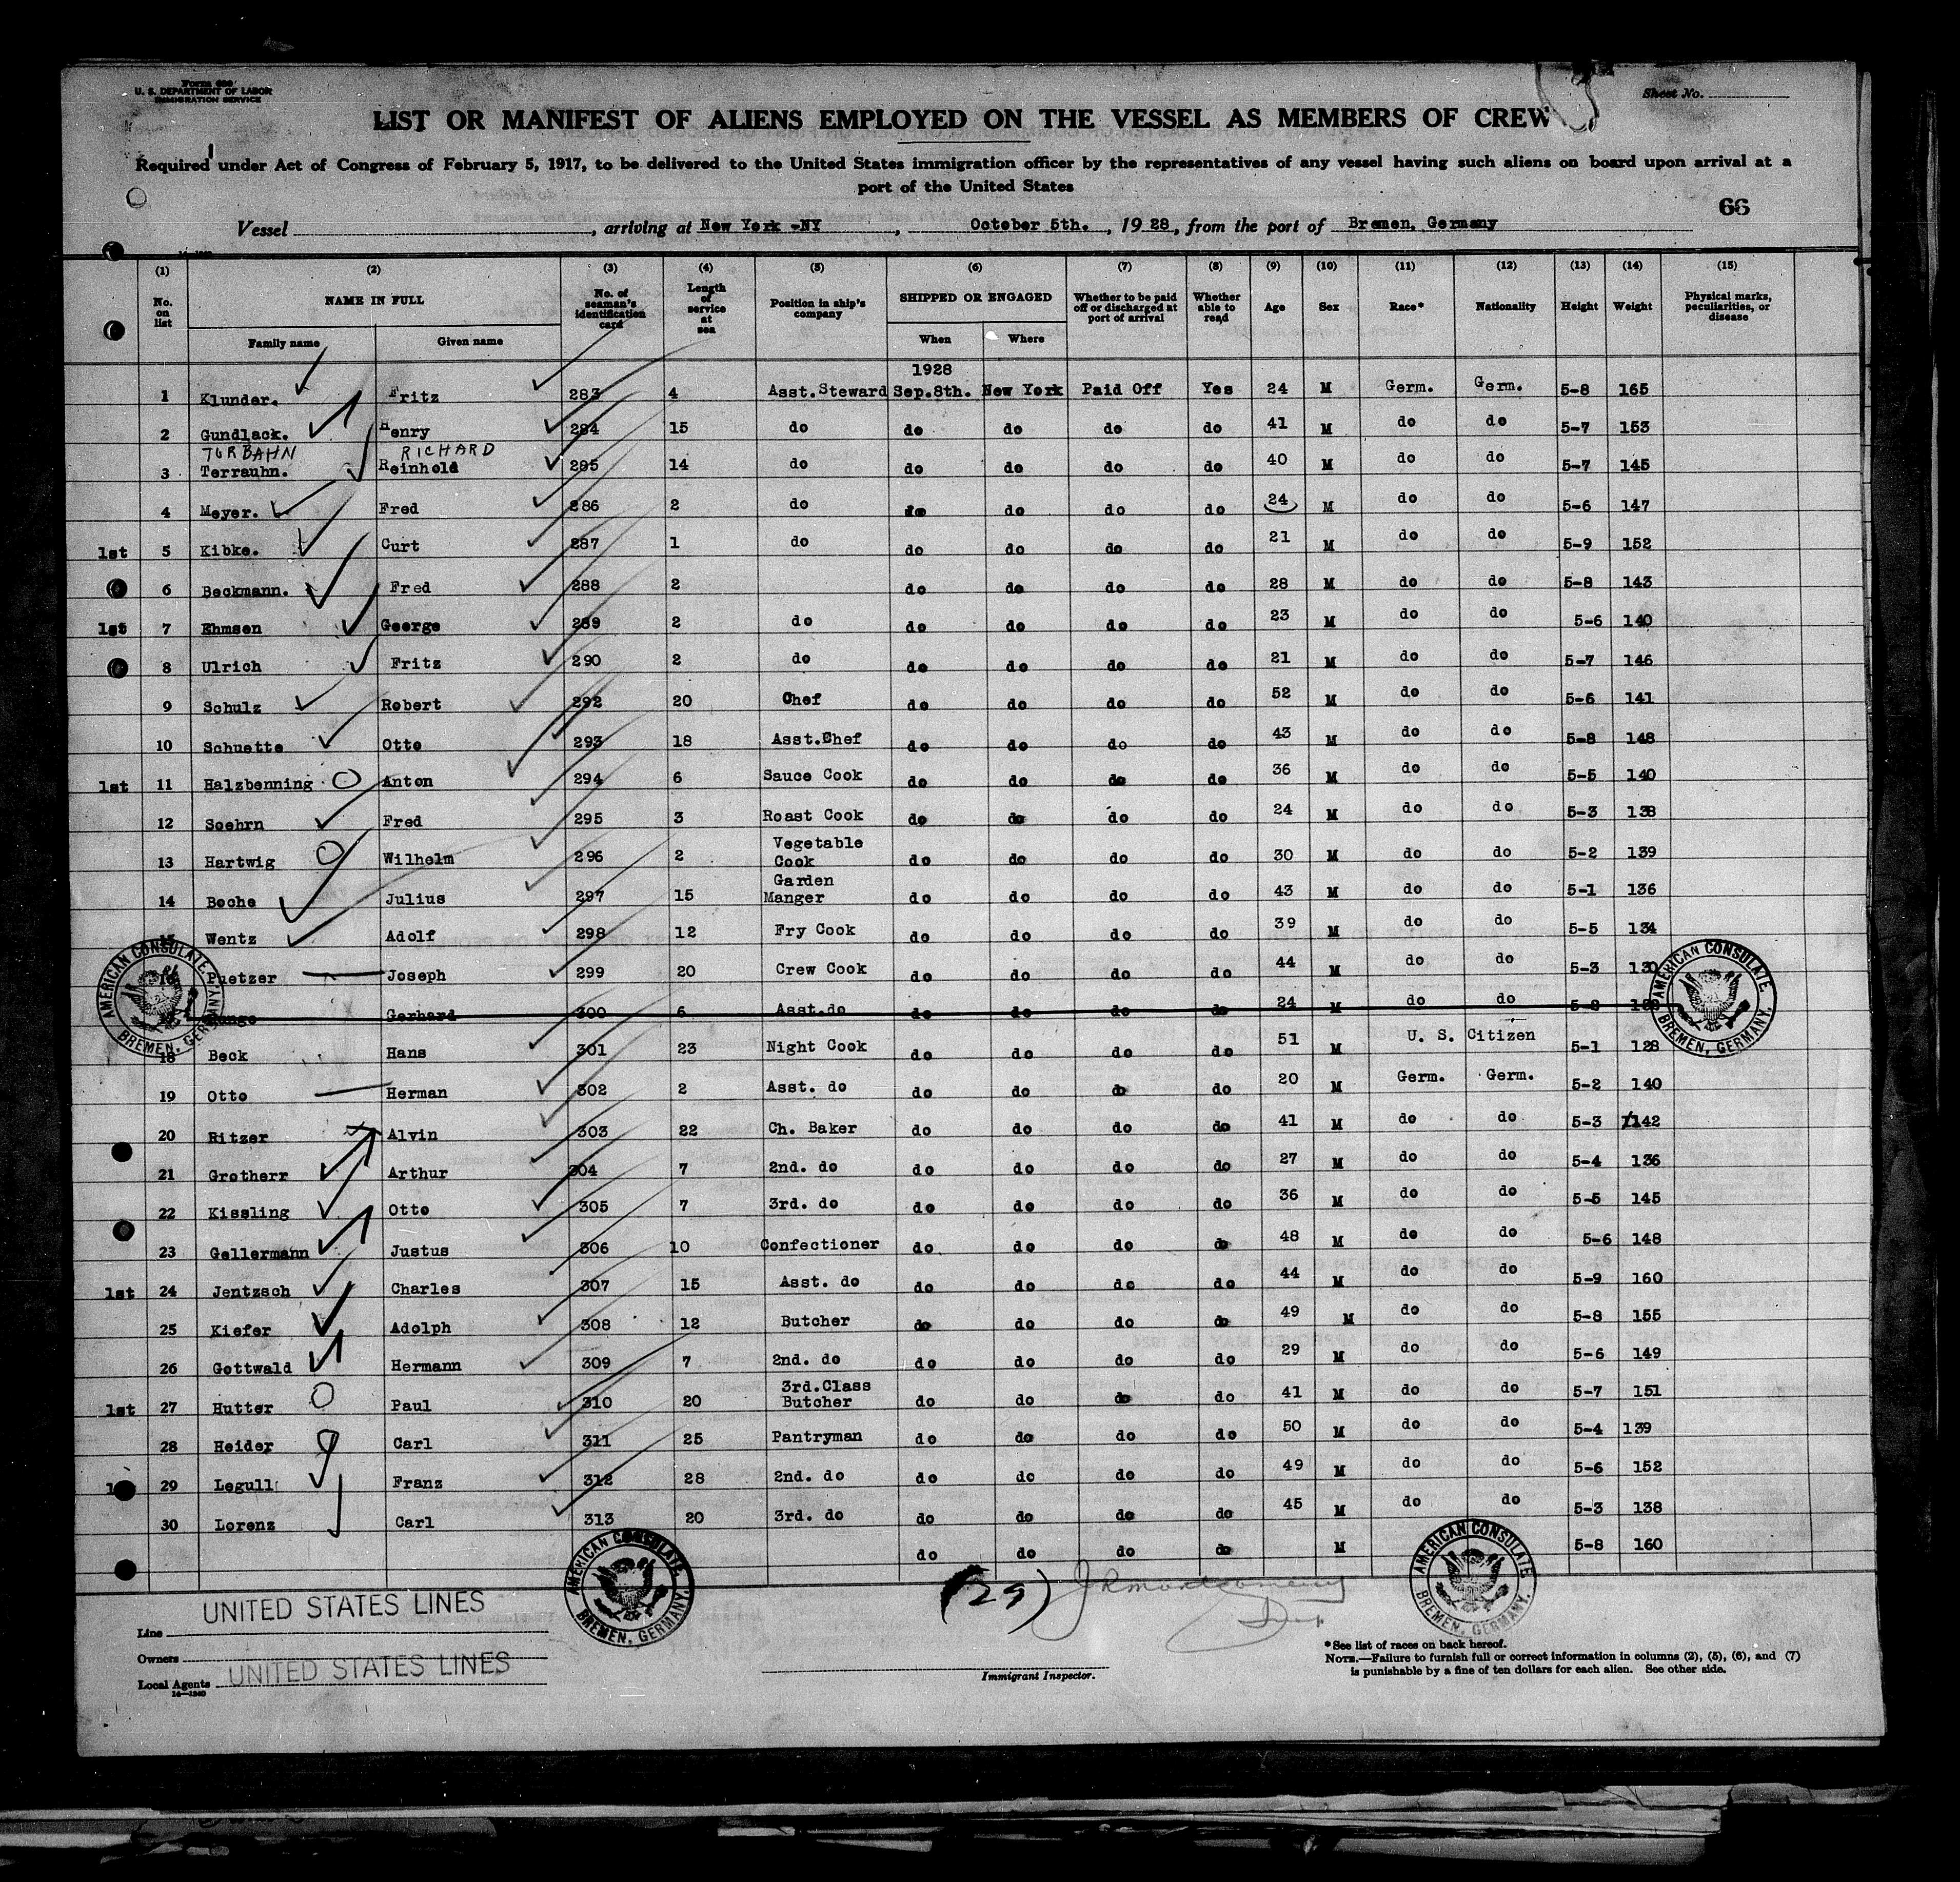 Form 689
U. S. DEPARTMENT OF LABOR
IMMIGRATION SERVICE
Sheet No.
LIST OR MANIFEST OF ALIENS EMPLOYED ON THE VESSEL AS MEMBERS OF CREW
Required under Act of Congress of February 5, 1917, to be delivered to the United States immigration officer by the representatives of any vessel having such aliens on board upon arrival at a
port of the United States
66
Vessel , arriving at New York -NY , October 5th. , 1928, from the port of Bremen, Germany
(1) (2) (3) (4) (5) (6) (7) (8) (9) (10) (11) (12) (13) (14) (15)
No. on list NAME IN FULL No. of seaman's identification card Length of service at sea Position in ship's company SHIPPED OR ENGAGED Whether to be paid off or discharged at port of arrival Whether able to read Age Sex Race* Nationality Height Weight Physical marks, peculiarities, or disease
Family name Given name When Where
1928
1 Klunder. Fritz 283 4 Asst.Steward Sep.8th. New York Paid Off Yes 24 M Germ. Germ. 5-8 165
2 Gundlack. Henry 284 15 do do do do do 41 M do do 5-7 153
TURBAHN RICHARD
3 Terrauhn. Reinhold 285 14 do do do do do 40 M do do 5-7 145
4 Meyer. Fred 286 2 do do do do do 24 M do do 5-6 147
1st 5 Kibke. Curt 287 1 do do do do do 21 M do do 5-9 152
6 Beckmann. Fred 288 2 do do do do 28 M do do 5-8 143
1st 7 Ehmsen George 289 2 do do do do do 23 M do do 5-6 140
8 Ulrich Fritz 290 2 do do do do do 21 M do do 5-7 146
9 Schulz Robert 292 20 Chef do do do do 52 M do do 5-6 141
10 Schuette Otto 293 18 Asst.Chef do do do do 43 M do do 5-8 148
1st 11 Halzbenning Anton 294 6 Sauce Cook do do do do 36 M do do 5-5 140
12 Soehrn Fred 295 3 Roast Cook do do do do 24 M do do 5-3 138
13 Hartwig Wilhelm 296 2 Vegetable Cook do do do do 30 M do do 5-2 139
14 Boche Julius 297 15 Garden Manger do do do do 43 M do do 5-1 136
Wentz Adolf 298 12 Fry Cook do do do do 39 M do do 5-5 134
Puetzer Joseph 299 20 Crew Cook do do do do 44 M do do 5-3 130
Gerhard 300 6 Asst.do do do do do 24 M do do 5-8
18 Beck Hans 301 23 Night Cook do do do do 51 M U. S. Citizen 5-1 128
19 Otto Herman 302 2 Asst. do do do do do 20 M Germ. Germ. 5-2 140
20 Ritzer Alvin 303 22 Ch. Baker do do do do 41 M do do 5-3 142
21 Grotherr Arthur 304 7 2nd. do do do do do 27 M do do 5-4 136
22 Kissling Otto 305 7 3rd. do do do do do 36 M do do 5-5 145
23 Gellermann Justus 306 10 Confectioner do do do do 48 M do do 5-6 148
1st 24 Jentzsch Charles 307 15 Asst. do do do do do 44 M do do 5-9 160
25 Kiefer Adolph 308 12 Butcher do do do do 49 M do do 5-8 155
26 Gottwald Hermann 309 7 2nd. do do do do do 29 M do do 5-6 149
1st 27 Hutter Paul 310 20 3rd.Class Butcher do do do do 41 M do do 5-7 151
28 Heider Carl 311 25 Pantryman do do do do 50 M do do 5-4 139
29 Legull Franz 312 28 2nd. do do do do do 49 M do do 5-6 152
30 Lorenz Carl 313 20 3rd. do do do do do 45 M do do 5-3 138
do do do do M 5-8 160
AMERICAN CONSULATE
BREMEN, GERMANY
AMERICAN CONSULATE
BREMEN, GERMANY.
AMERICAN CONSULATE
BREMEN, GERMANY.
AMERICAN CONSULATE
BREMEN, GERMANY.
(29) J R Montgomery
Line UNITED STATES LINES
Owners
Local Agents UNITED STATES LINES
14—1240
Immigrant Inspector.
*See list of races on back hereof.
NOTE.—Failure to furnish full or correct information in columns (2), (5), (6), and (7)
is punishable by a fine of ten dollars for each alien. See other side.